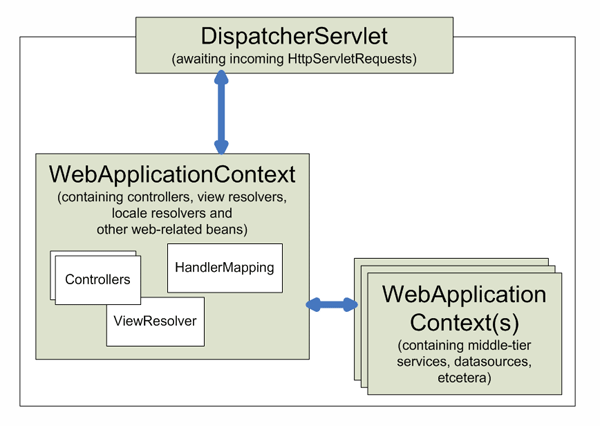 DispatcherServlet
(awaiting incoming HttpServletRequests)
WebApplicationContext
(containing controllers, view resolvers,
locale resolvers and
other web-related beans)
HandlerMapping
Controllers
ViewResolver
WebApplication
Context(s)
(containing middle-tier
services, datasources,
etcetera)